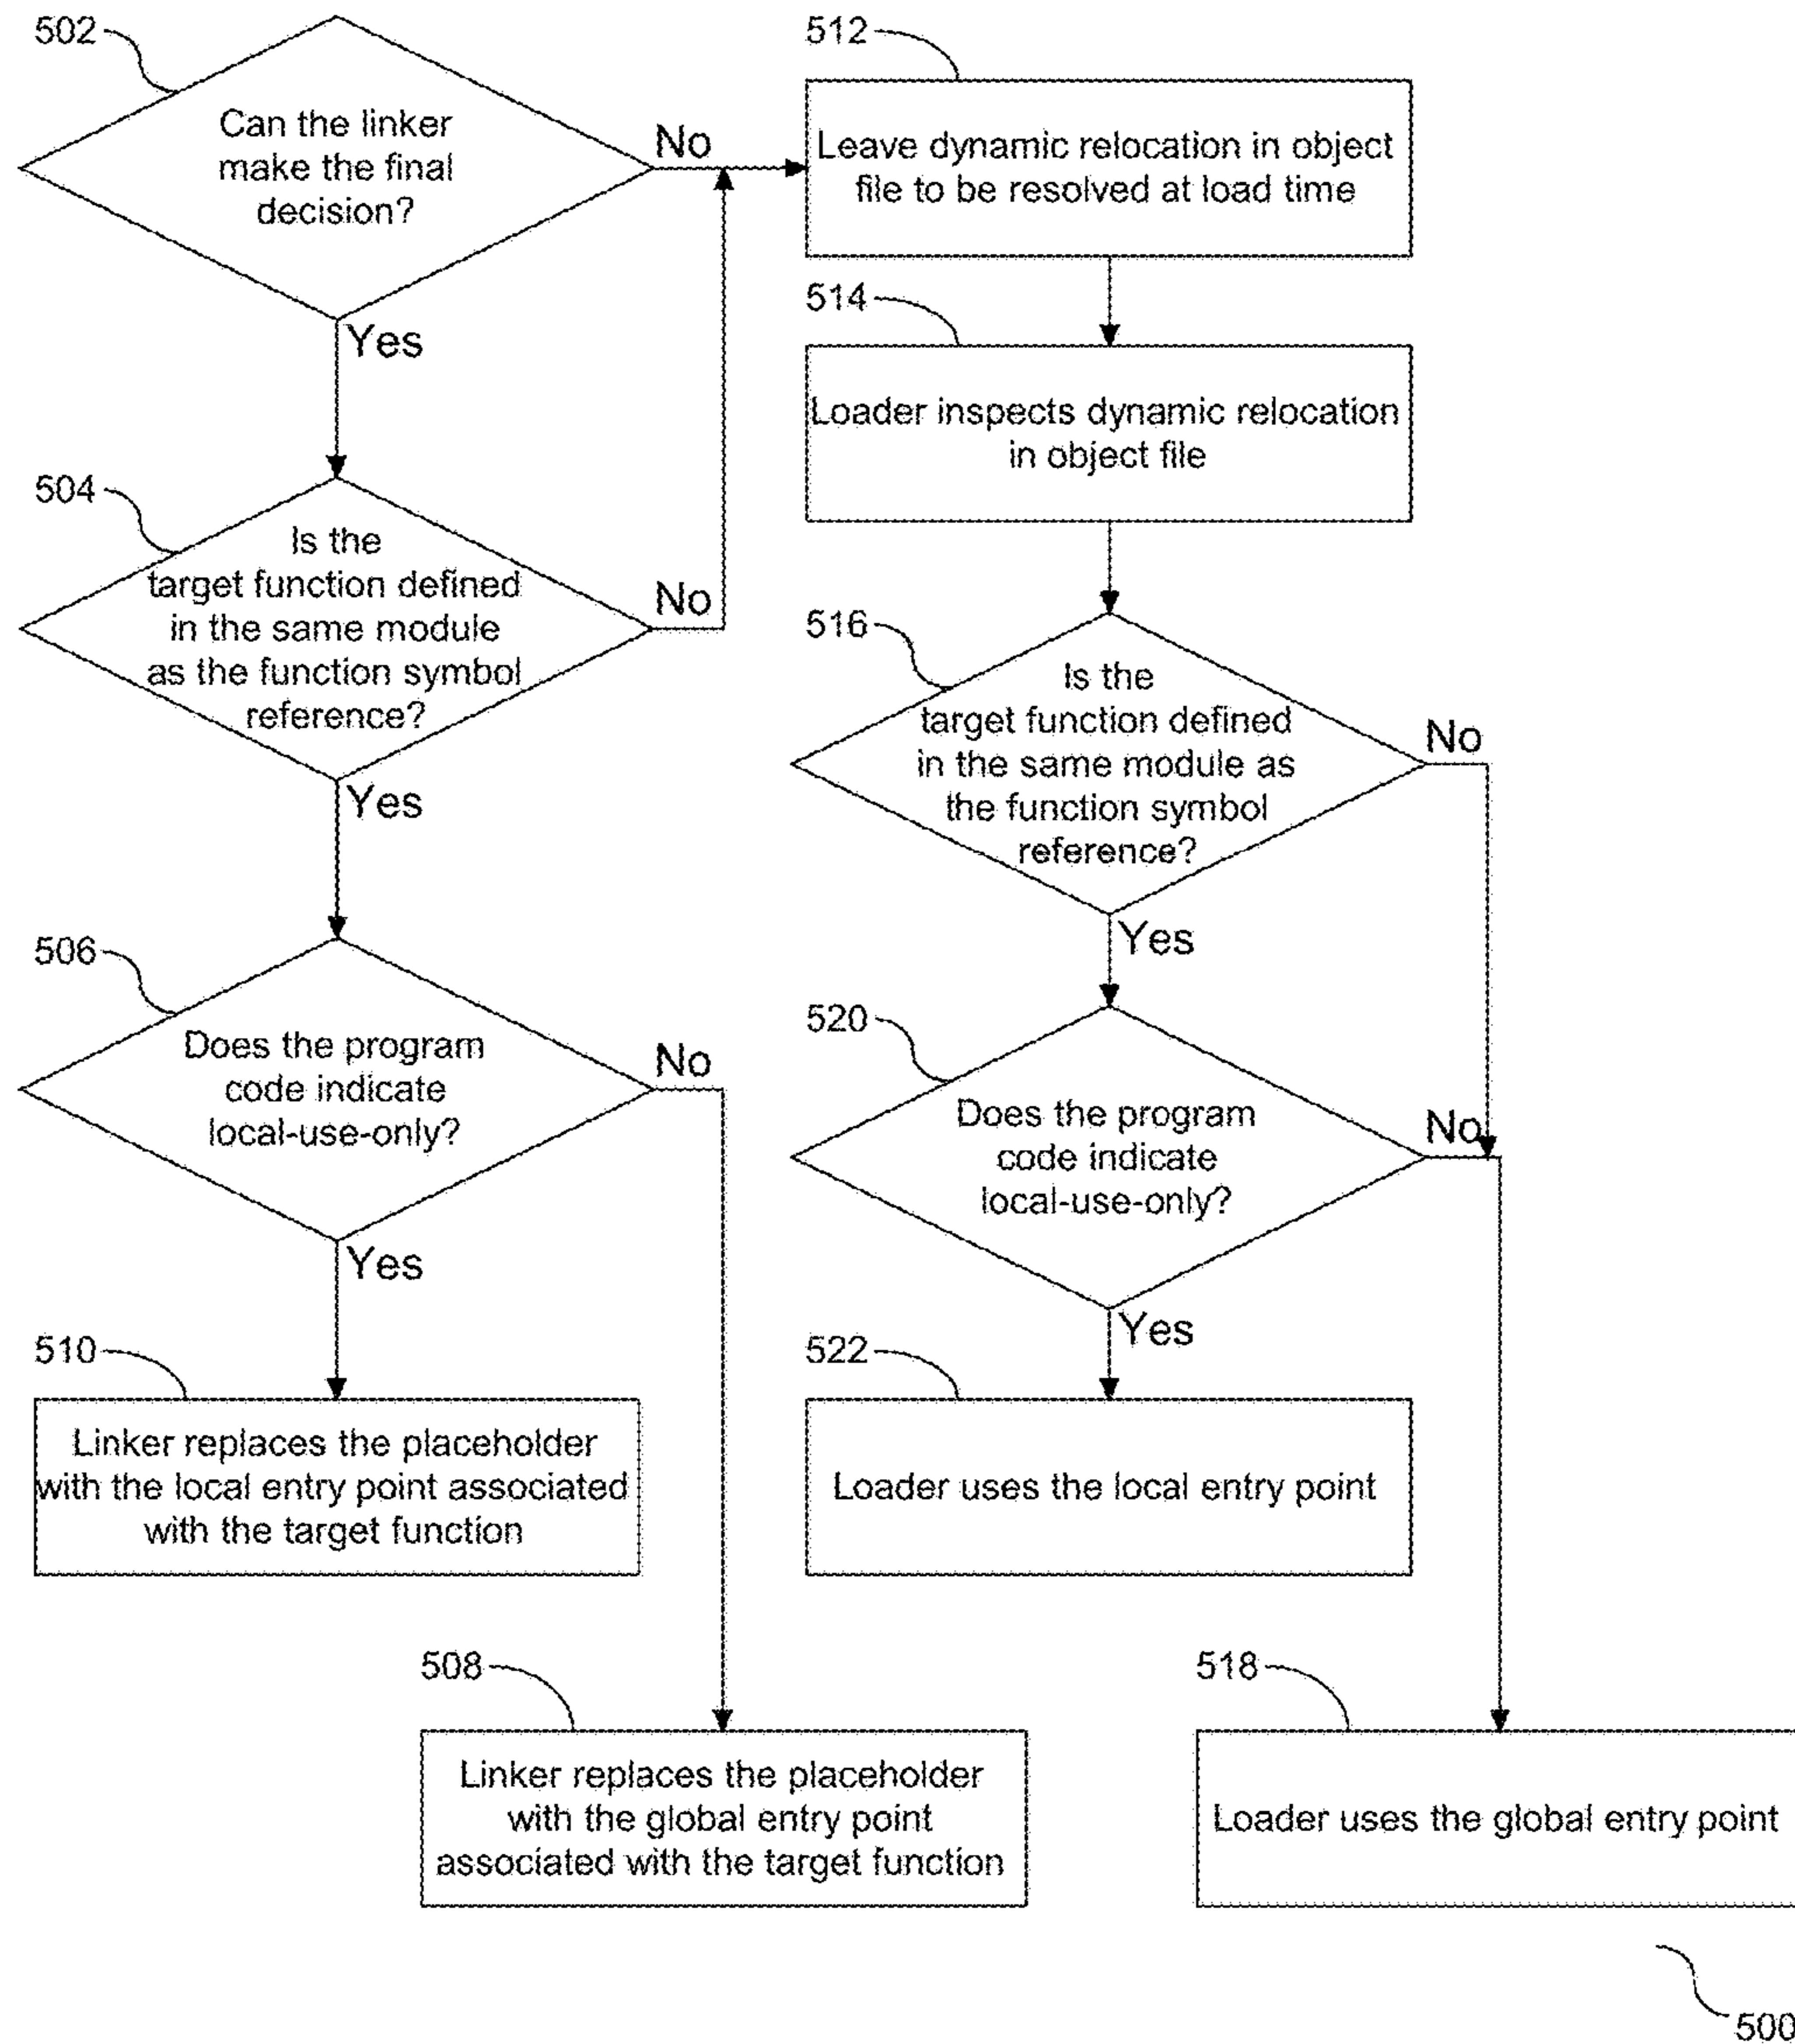 502
Can the linker
make the final
decision?
No
Yes
504
Is the
target function defined
in the same module
as the function symbol
reference?
No
Yes
506
Does the program
code indicate
local-use-only?
No
Yes
510
Linker replaces the placeholder
with the local entry point associated
with the target function
508
Linker replaces the placeholder
with the global entry point
associated with the target function
512
Leave dynamic relocation in object
file to be resolved at load time
514
Loader inspects dynamic relocation
in object file
516
Is the
target function defined
in the same module as
the function symbol
reference?
No
Yes
520
Does the program
code indicate
local-use-only?
No
Yes
522
Loader uses the local entry point
518
Loader uses the global entry point
500